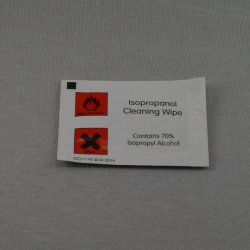 Isopropanol
Cleaning Wipe
Contains 70%
Isopropyl Alcohol